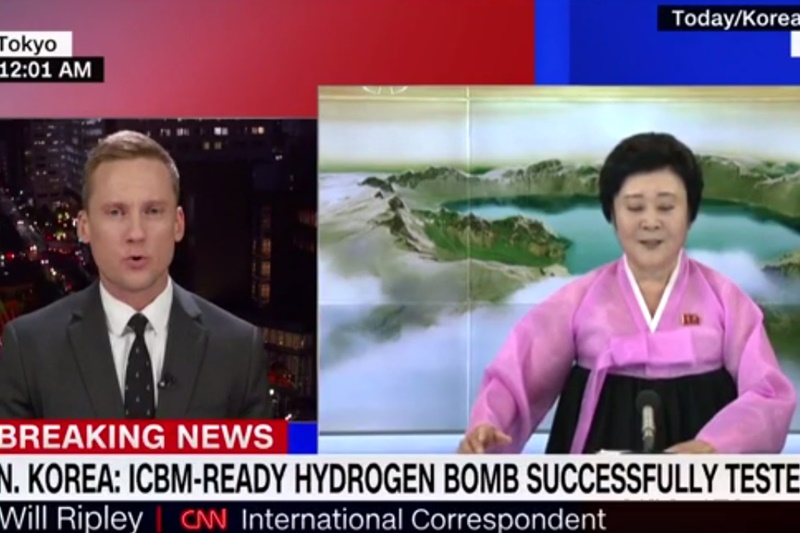 Tokyo
12:01 AM
Today/Korea
BREAKING NEWS
N. KOREA: ICBM-READY HYDROGEN BOMB SUCCESSFULLY TESTE
Will Ripley | CNN International Correspondent